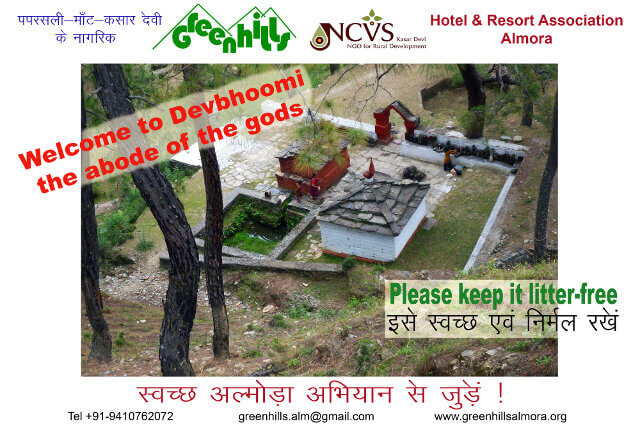 पपरसली–माँट–कसार देवी
के नागरिक
Greenhills
NCVS
Kasar Devi
NGO for Rural Development
Hotel & Resort Association
Almora
Welcome to Devbhoomi
the abode of the gods
Please keep it litter-free
इसे स्वच्छ एवं निर्मल रखें
स्वच्छ अल्मोड़ा अभियान से जुड़ें !
Tel +91-9410762072 greenhills.alm@gmail.com www.greenhillsalmora.org